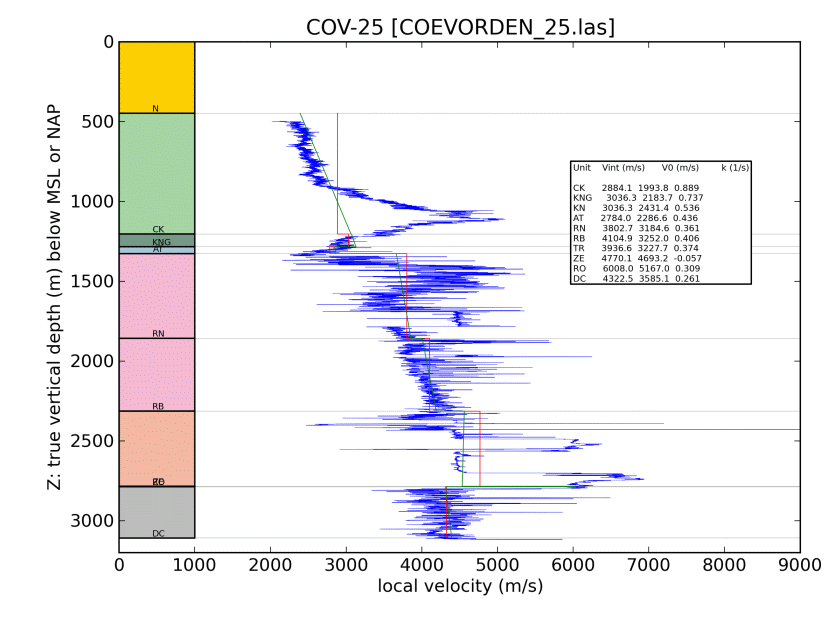 COV-25 [COEVORDEN_25.las]
Z: true vertical depth (m) below MSL or NAP
0
500
1000
1500
2000
2500
3000
N
CK
KNG
AT
RN
RB
DC
Unit Vint (m/s) V0 (m/s) k (1/s)
CK 2884.1 1993.8 0.889
KNG 3036.3 2183.7 0.737
KN 3036.3 2431.4 0.536
AT 2784.0 2286.6 0.436
RN 3802.7 3184.6 0.361
RB 4104.9 3252.0 0.406
TR 3936.6 3227.7 0.374
ZE 4770.1 4693.2 -0.057
RO 6008.0 5167.0 0.309
DC 4322.5 3585.1 0.261
0 1000 2000 3000 4000 5000 6000 7000 8000 9000
local velocity (m/s)